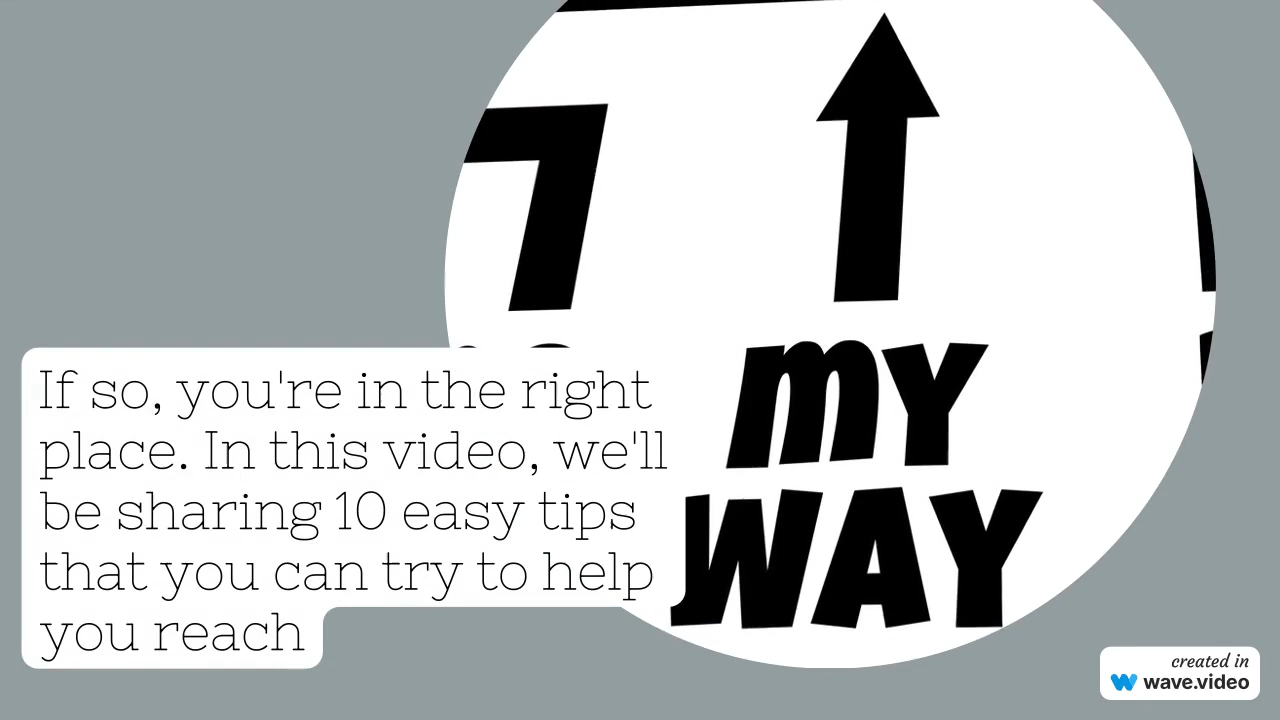 MY
WAY
If so, you're in the right
place. In this video, we'll
be sharing 10 easy tips
that you can try to help
you reach
created in
wave.video